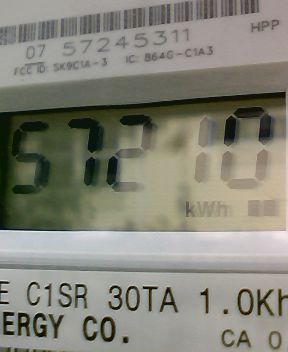 HPP
07 57245311
FCC ID: SK9C1A-3 IC: 864G-C1A3
57210
kWh
E C1SR 30TA 1.0Kh
ERGY CO.
CA 0